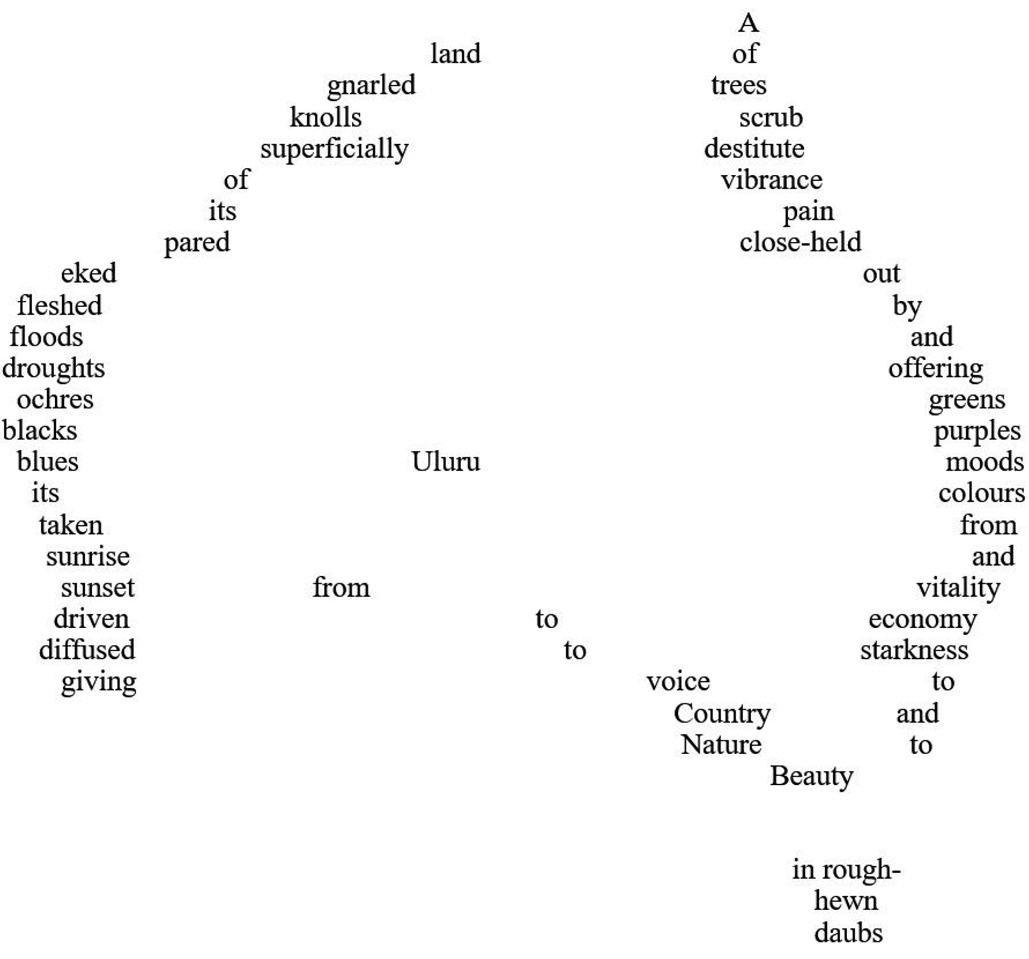 A
land of
gnarled trees
knolls scrub
superficially destitute
of vibrance
its pain
pared close-held
eked out
fleshed by
floods and
droughts offering
ochres greens
blacks purples
blues Uluru moods
its colours
taken from
sunrise and
sunset from vitality
driven to economy
diffused to starkness
giving voice to
Country and
Nature to
Beauty
in rough-
hewn
daubs